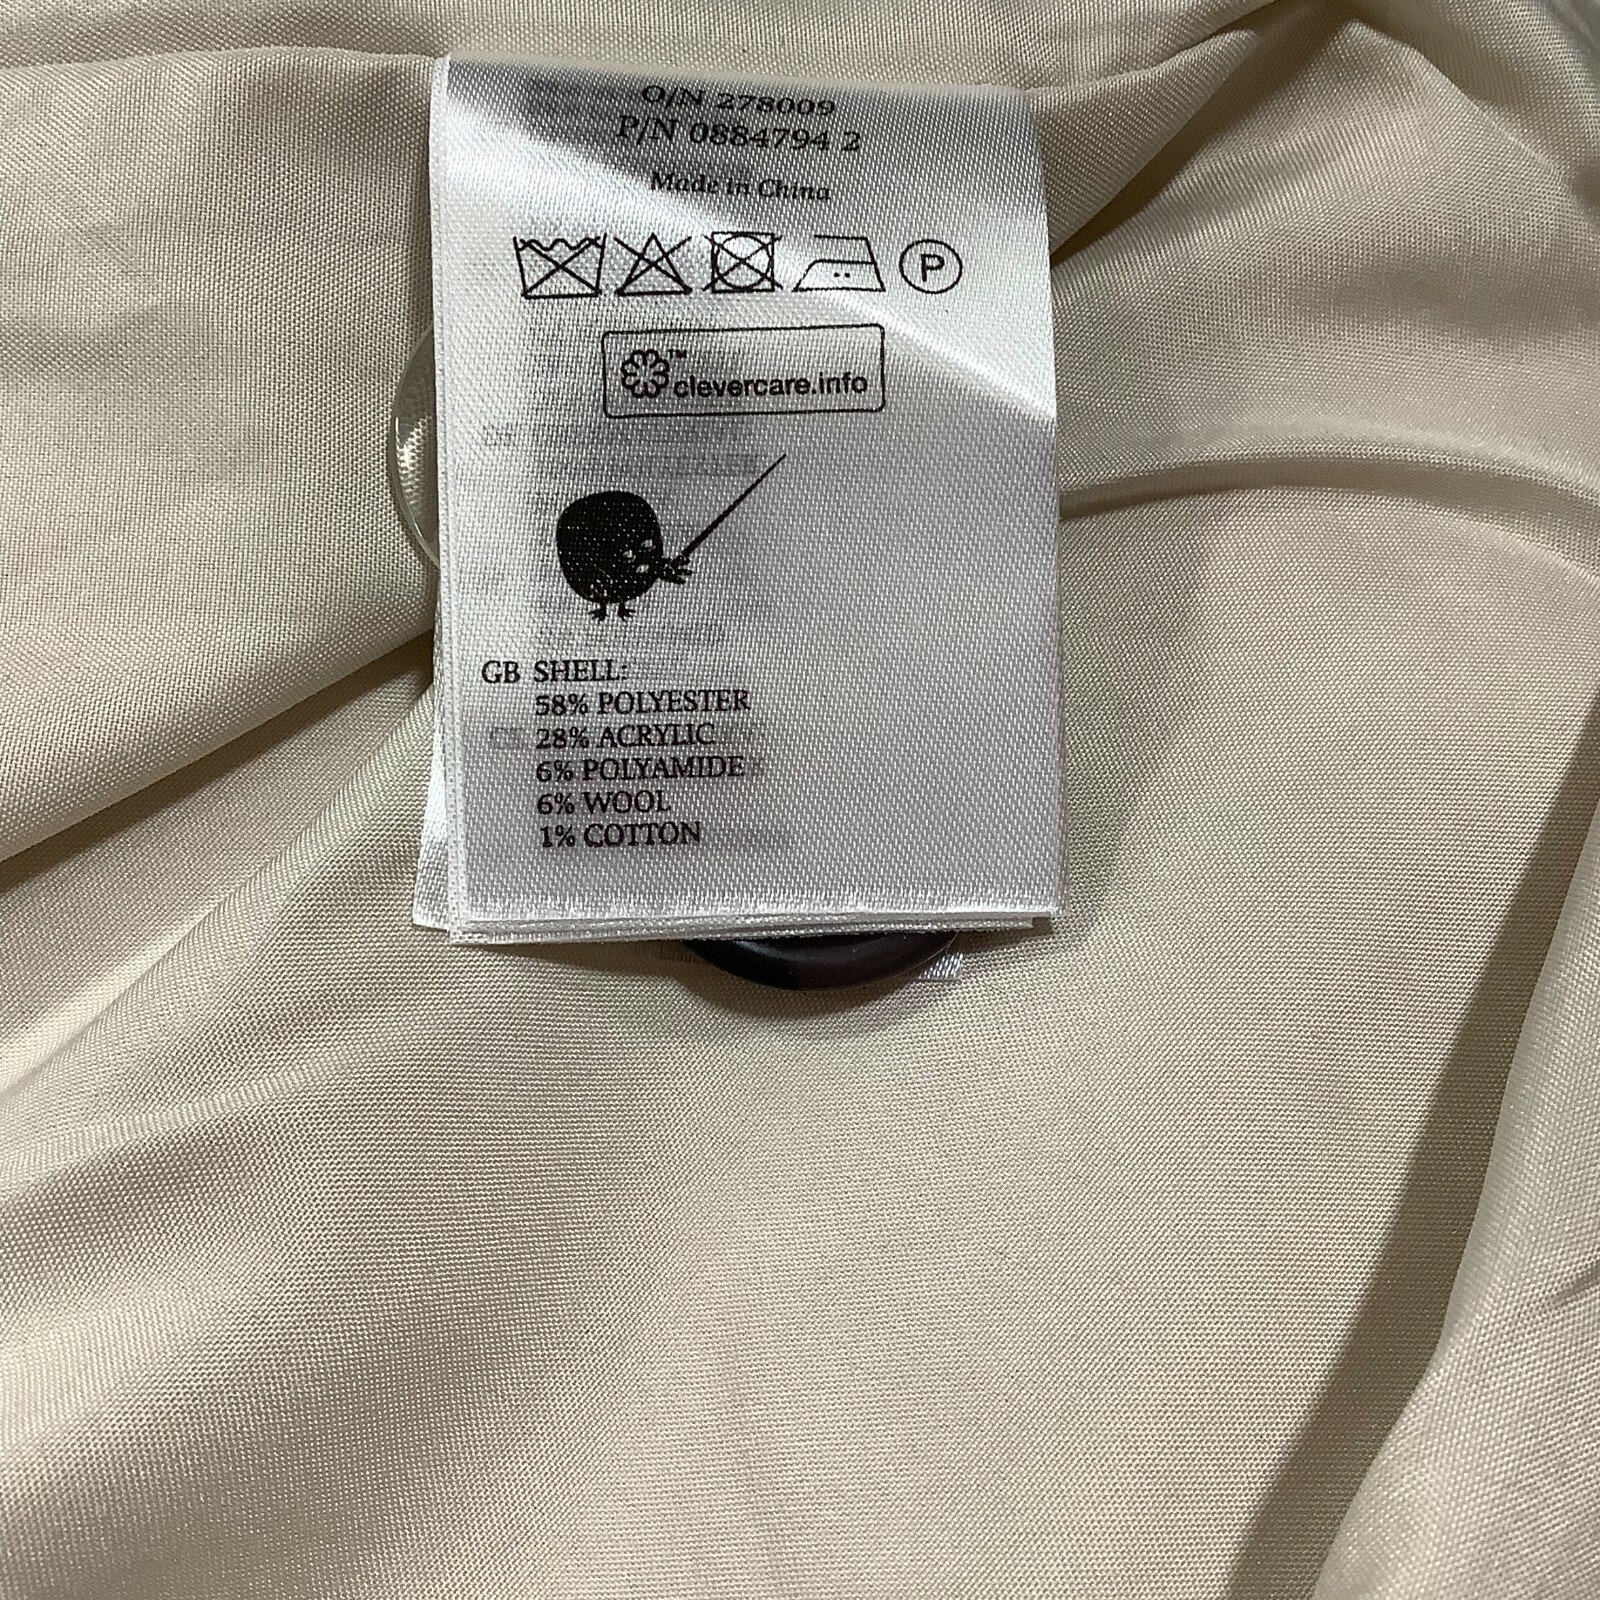 O/N 278009
P/N 0884794 2
Made in China
P
™
clevercare.info
GB SHELL:
58% POLYESTER
28% ACRYLIC
6% POLYAMIDE
6% WOOL
1% COTTON